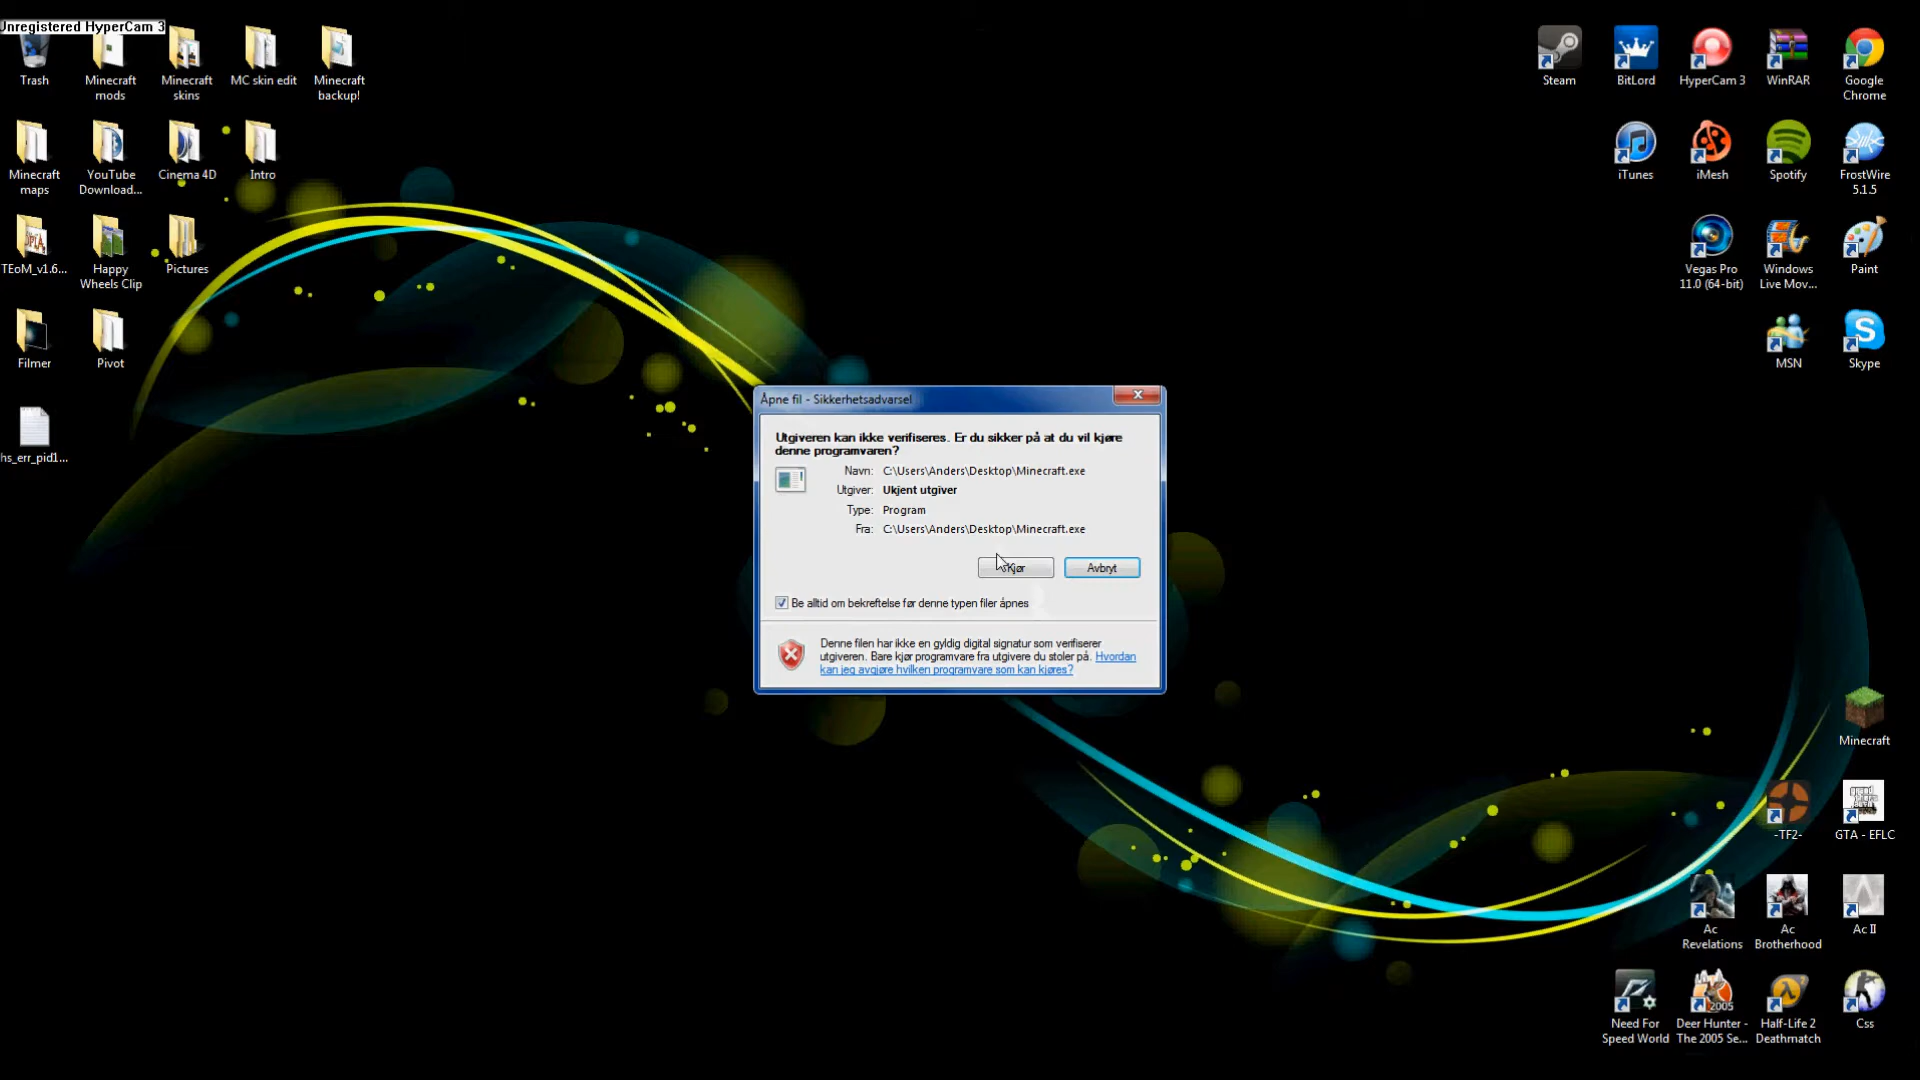 Unregistered HyperCam 3
Trash
Minecraft
mods
Minecraft
skins
MC skin edit
Minecraft
backup!
Steam
BitLord
HyperCam 3
WinRAR
Google
Chrome
Minecraft
maps
YouTube
Download...
Cinema 4D
Intro
iTunes
iMesh
Spotify
FrostWire
5.1.5
TEoM_v1.6...
Happy
Wheels Clip
Pictures
Vegas Pro
11.0 (64-bit)
Windows
Live Mov...
Paint
Filmer
Pivot
MSN
Skype
hs_err_pid1...
Åpne fil - Sikkerhetsadvarsel
Utgiveren kan ikke verifiseres. Er du sikker på at du vil kjøre
denne programvaren?
Navn: C:\Users\Anders\Desktop\Minecraft.exe
Utgiver: Ukjent utgiver
Type: Program
Fra: C:\Users\Anders\Desktop\Minecraft.exe
Kjør
Avbryt
Be alltid om bekreftelse før denne typen filer åpnes
Denne filen har ikke en gyldig digital signatur som verifiserer
utgiveren. Bare kjør programvare fra utgivere du stoler på. Hvordan
kan jeg avgjøre hvilken programvare som kan kjøres?
Minecraft
-TF2-
GTA - EFLC
Ac
Revelations
Ac
Brotherhood
Ac II
2005
Need For
Speed World
Deer Hunter -
The 2005 Se...
Half-Life 2
Deathmatch
Css